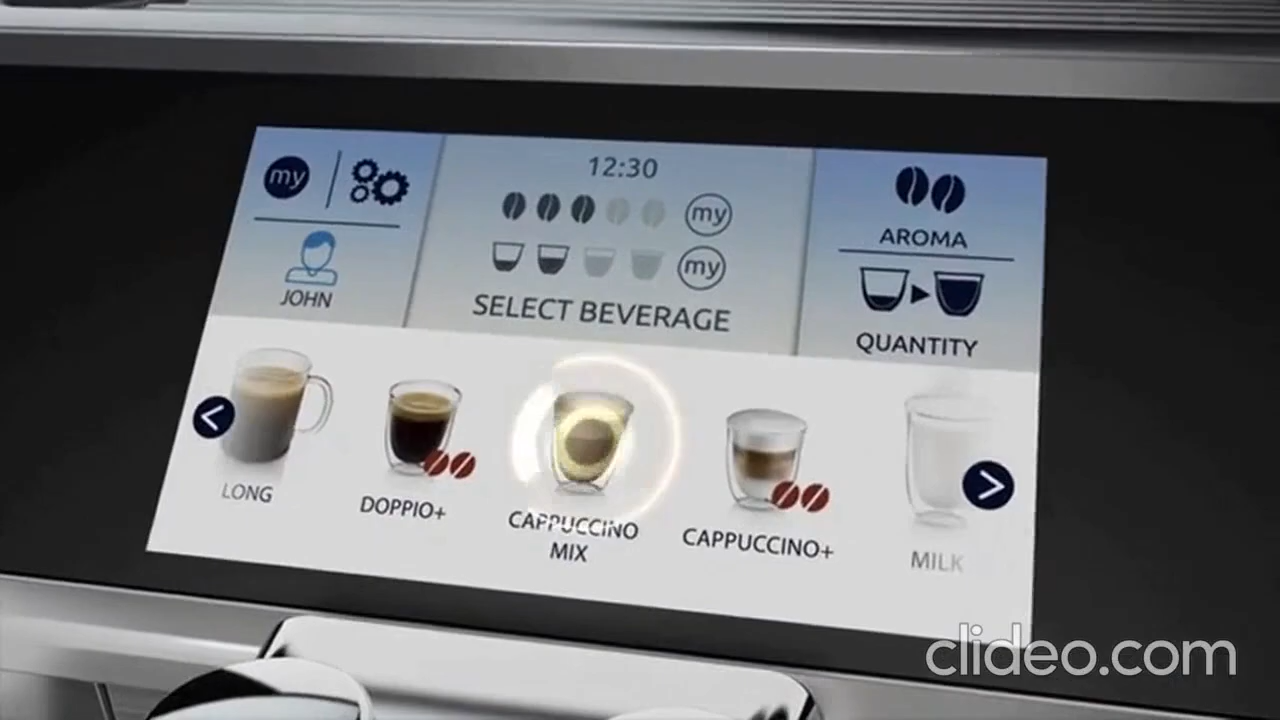 my
JOHN
12:30
my
my
SELECT BEVERAGE
AROMA
QUANTITY
LONG
DOPPIO+
CAPPUCCINO
MIX
CAPPUCCINO+
MILK
clideo.com